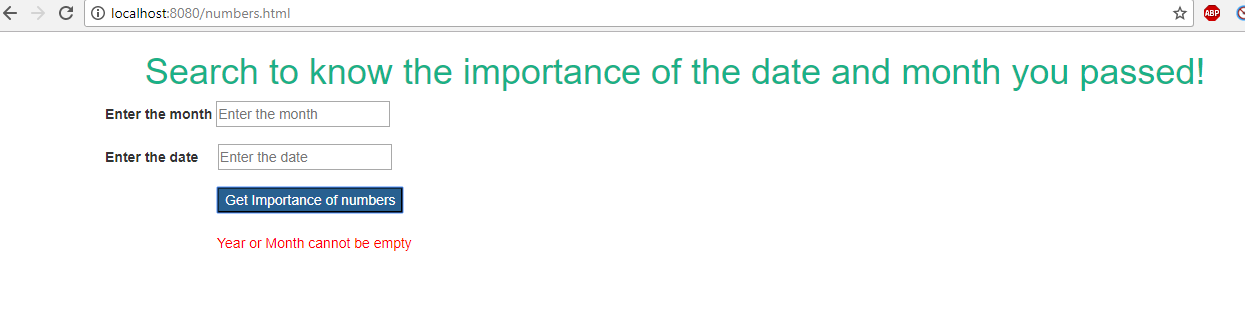 localhost:8080/numbers.html
ABP
Search to know the importance of the date and month you passed!
Enter the month Enter the month
Enter the date Enter the date
Get Importance of numbers
Year or Month cannot be empty